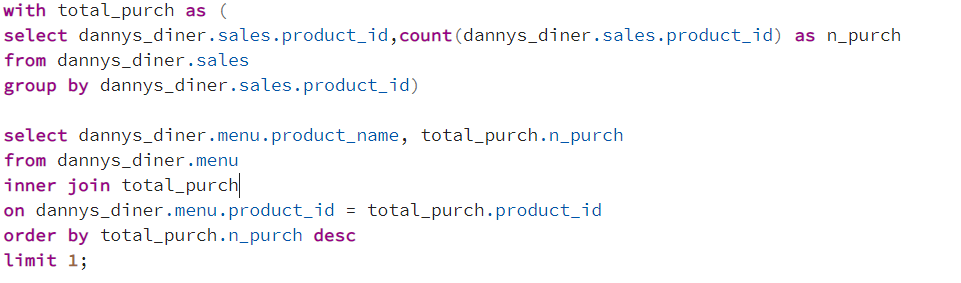 with total_purch as (
select dannys_diner.sales.product_id,count(dannys_diner.sales.product_id) as n_purch
from dannys_diner.sales
group by dannys_diner.sales.product_id)
select dannys_diner.menu.product_name, total_purch.n_purch
from dannys_diner.menu
inner join total_purch
on dannys_diner.menu.product_id = total_purch.product_id
order by total_purch.n_purch desc
limit 1;